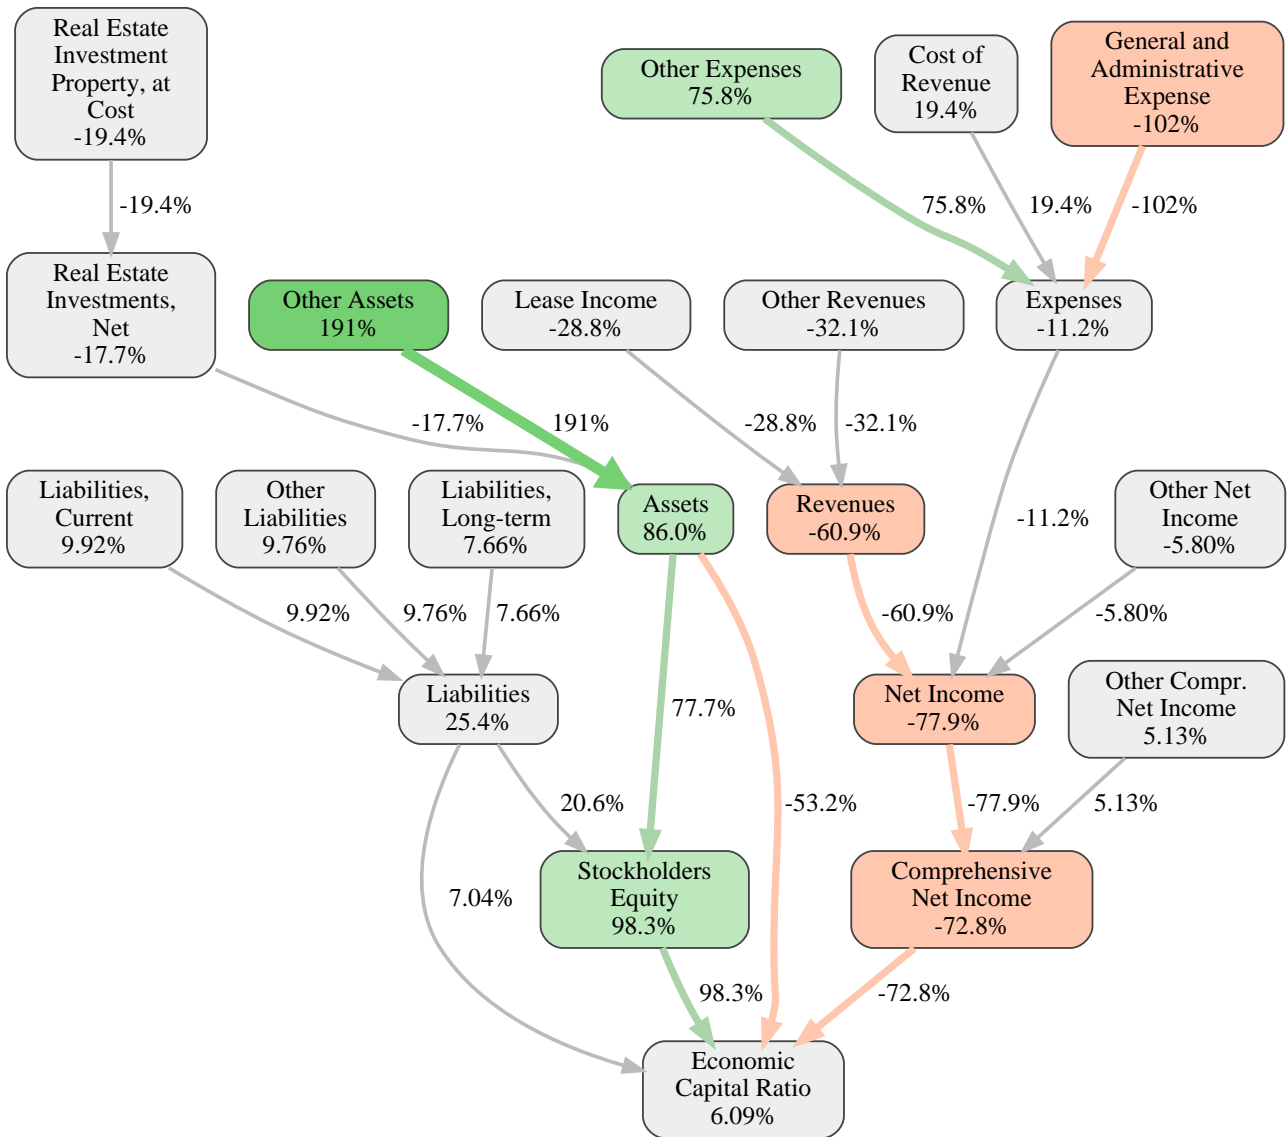 Real Estate
Investment
Property, at
Cost
-19.4%
Other Expenses
75.8%
Cost of
Revenue
19.4%
General and
Administrative
Expense
-102%
-19.4%
75.8%
19.4%
-102%
Real Estate
Investments,
Net
-17.7%
Other Assets
191%
Lease Income
-28.8%
Other Revenues
-32.1%
Expenses
-11.2%
-17.7%
191%
-28.8%
-32.1%
Liabilities,
Current
9.92%
Other
Liabilities
9.76%
Liabilities,
Long-term
7.66%
Assets
86.0%
Revenues
-60.9%
-11.2%
Other Net
Income
-5.80%
9.92%
9.76%
7.66%
-60.9%
-5.80%
Liabilities
25.4%
77.7%
Net Income
-77.9%
Other Compr.
Net Income
5.13%
20.6%
-53.2%
-77.9%
5.13%
7.04%
Stockholders
Equity
98.3%
Comprehensive
Net Income
-72.8%
98.3%
-72.8%
Economic
Capital Ratio
6.09%